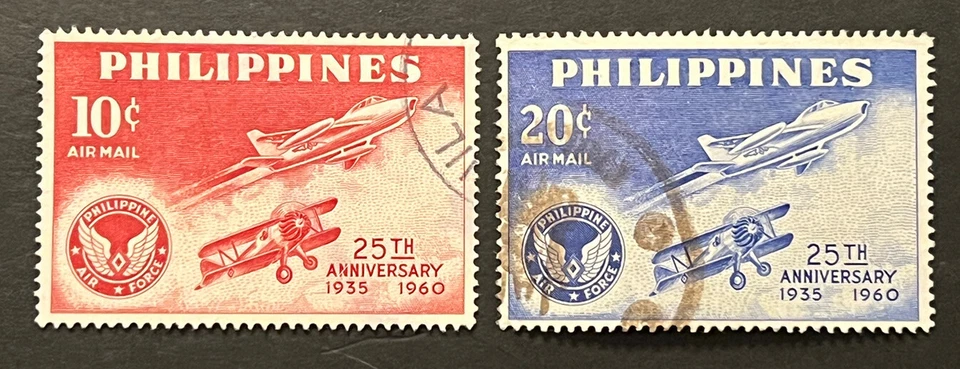 PHILIPPINES
10¢
AIR MAIL
PHILIPPINE
AIR FORCE
25TH
ANNIVERSARY
1935 1960
ILA
PHILIPPINES
20¢
AIR MAIL
PHILIPPINE
AIR FORCE
25TH
ANNIVERSARY
1935 1960